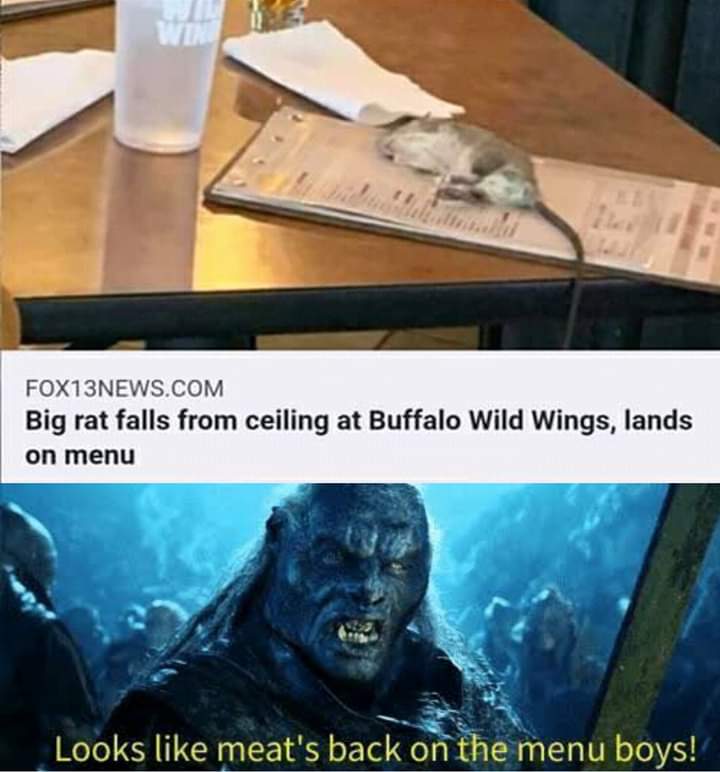 WIL
WIN
FOX13NEWS.COM
Big rat falls from ceiling at Buffalo Wild Wings, lands
on menu
Looks like meat's back on the menu boys!